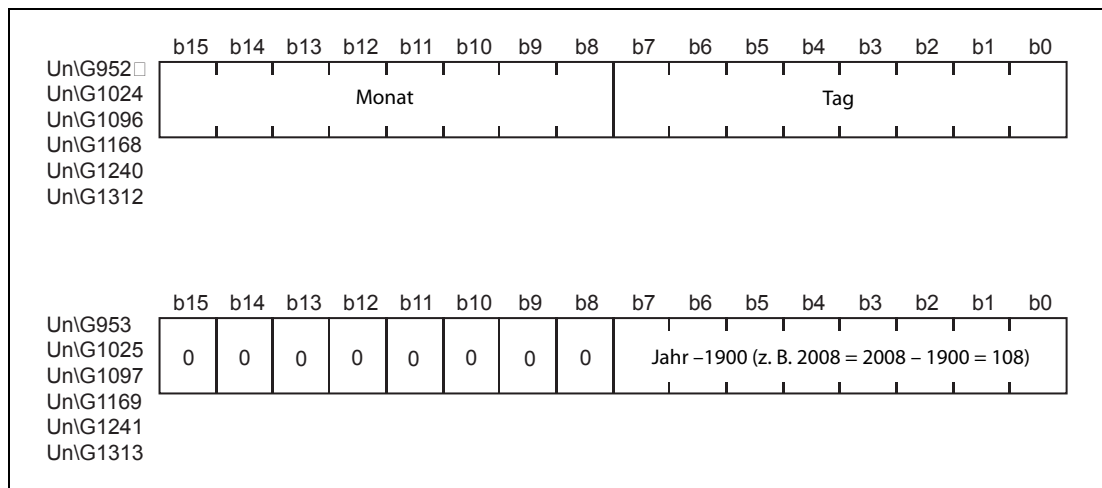 b15 b14 b13 b12 b11 b10 b9 b8 b7 b6 b5 b4 b3 b2 b1 b0
Un\G952□
Un\G1024
Un\G1096
Un\G1168
Un\G1240
Un\G1312
Monat Tag
b15 b14 b13 b12 b11 b10 b9 b8 b7 b6 b5 b4 b3 b2 b1 b0
Un\G953
Un\G1025
Un\G1097
Un\G1169
Un\G1241
Un\G1313
0 0 0 0 0 0 0 0 Jahr –1900 (z. B. 2008 = 2008 – 1900 = 108)